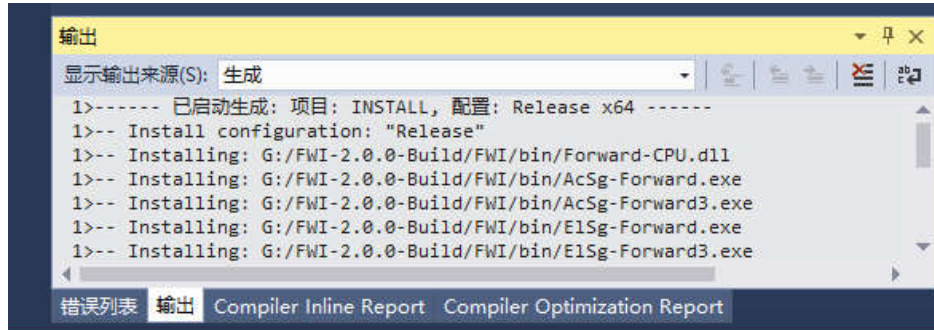 输出
显示输出来源(S): 生成
1>------ 已启动生成: 项目: INSTALL, 配置: Release x64 ------
1>-- Install configuration: "Release"
1>-- Installing: G:/FWI-2.0.0-Build/FWI/bin/Forward-CPU.dll
1>-- Installing: G:/FWI-2.0.0-Build/FWI/bin/AcSg-Forward.exe
1>-- Installing: G:/FWI-2.0.0-Build/FWI/bin/AcSg-Forward3.exe
1>-- Installing: G:/FWI-2.0.0-Build/FWI/bin/ElSg-Forward.exe
1>-- Installing: G:/FWI-2.0.0-Build/FWI/bin/ElSg-Forward3.exe
错误列表 输出 Compiler Inline Report Compiler Optimization Report